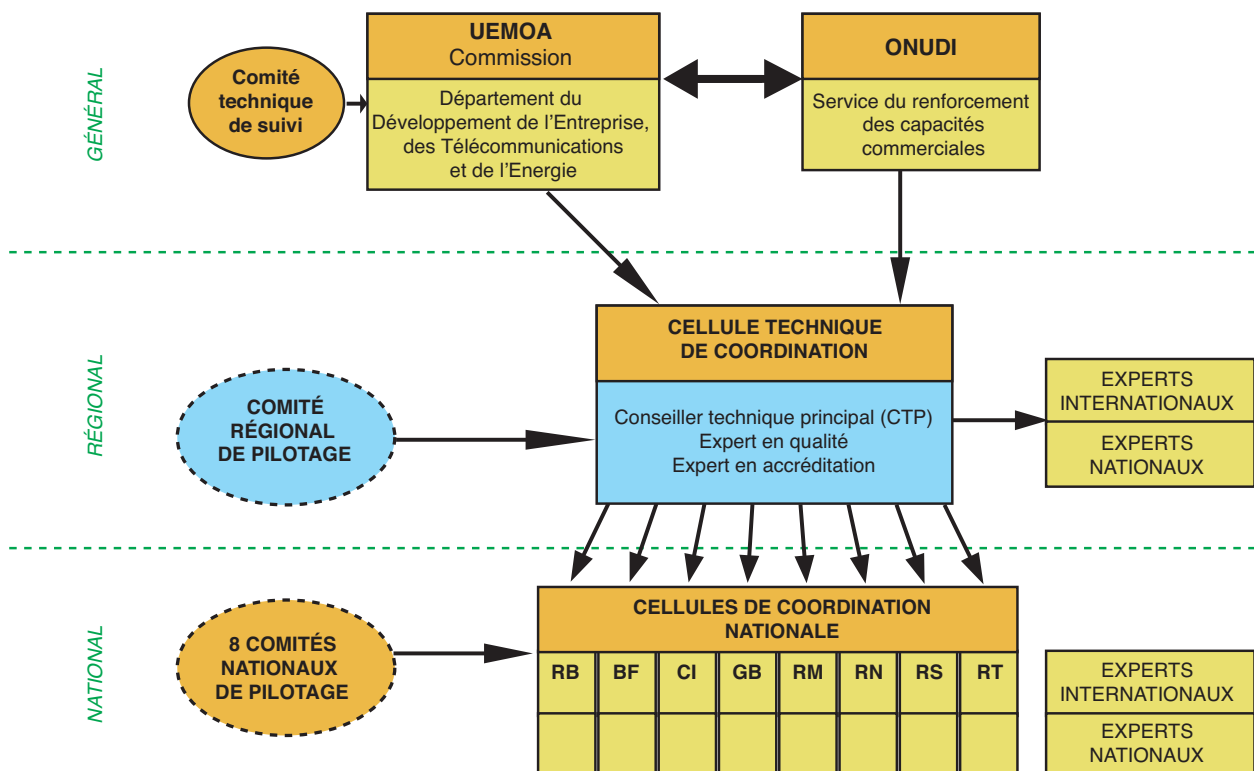 GÉNÉRAL
Comité
technique
de suivi
UEMOA
Commission
Département du
Développement de l’Entreprise,
des Télécommunications
et de l’Energie
ONUDI
Service du renforcement
des capacités
commerciales
RÉGIONAL
COMITÉ
RÉGIONAL
DE PILOTAGE
CELLULE TECHNIQUE
DE COORDINATION
Conseiller technique principal (CTP)
Expert en qualité
Expert en accréditation
EXPERTS
INTERNATIONAUX
EXPERTS
NATIONAUX
NATIONAL
8 COMITÉS
NATIONAUX
DE PILOTAGE
CELLULES DE COORDINATION
NATIONALE
RB BF CI GB RM RN RS RT
EXPERTS
INTERNATIONAUX
EXPERTS
NATIONAUX